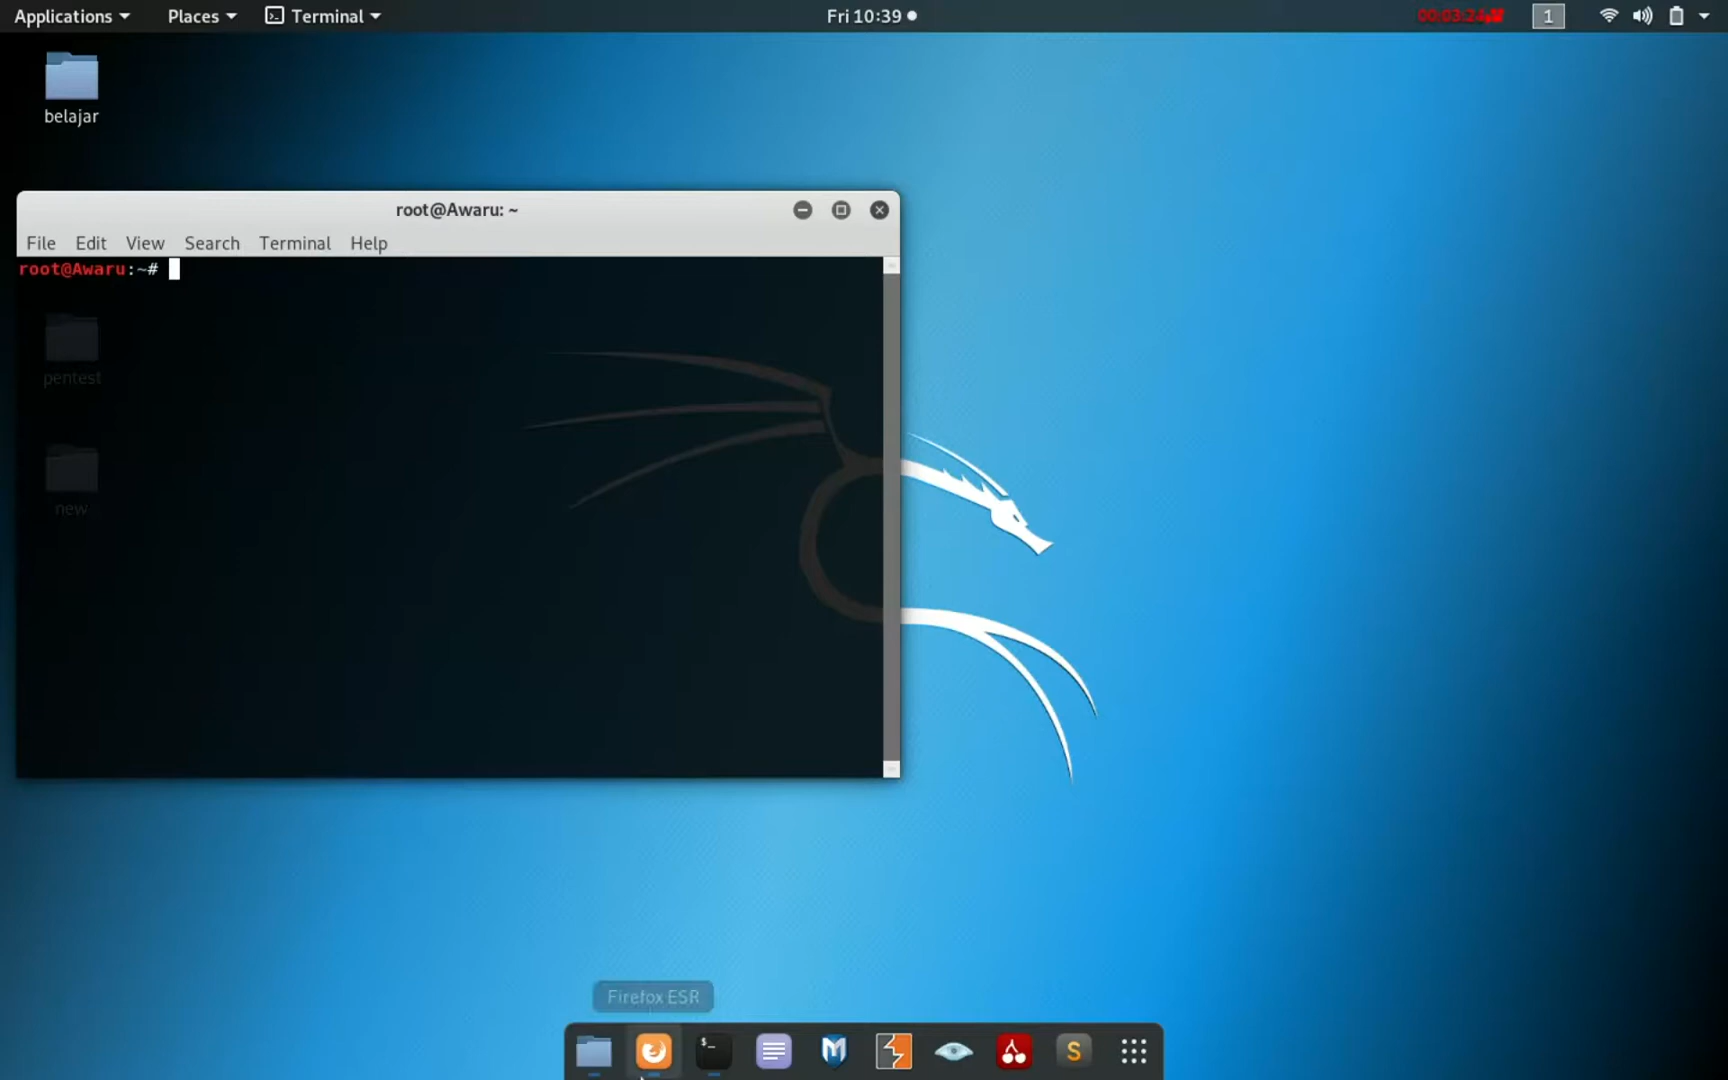 Applications Places Terminal Fri 10:39 1
belajar
root@Awaru: ~
File Edit View Search Terminal Help
root@Awaru:~#
pentest
new
Firefox ESR
$_
S